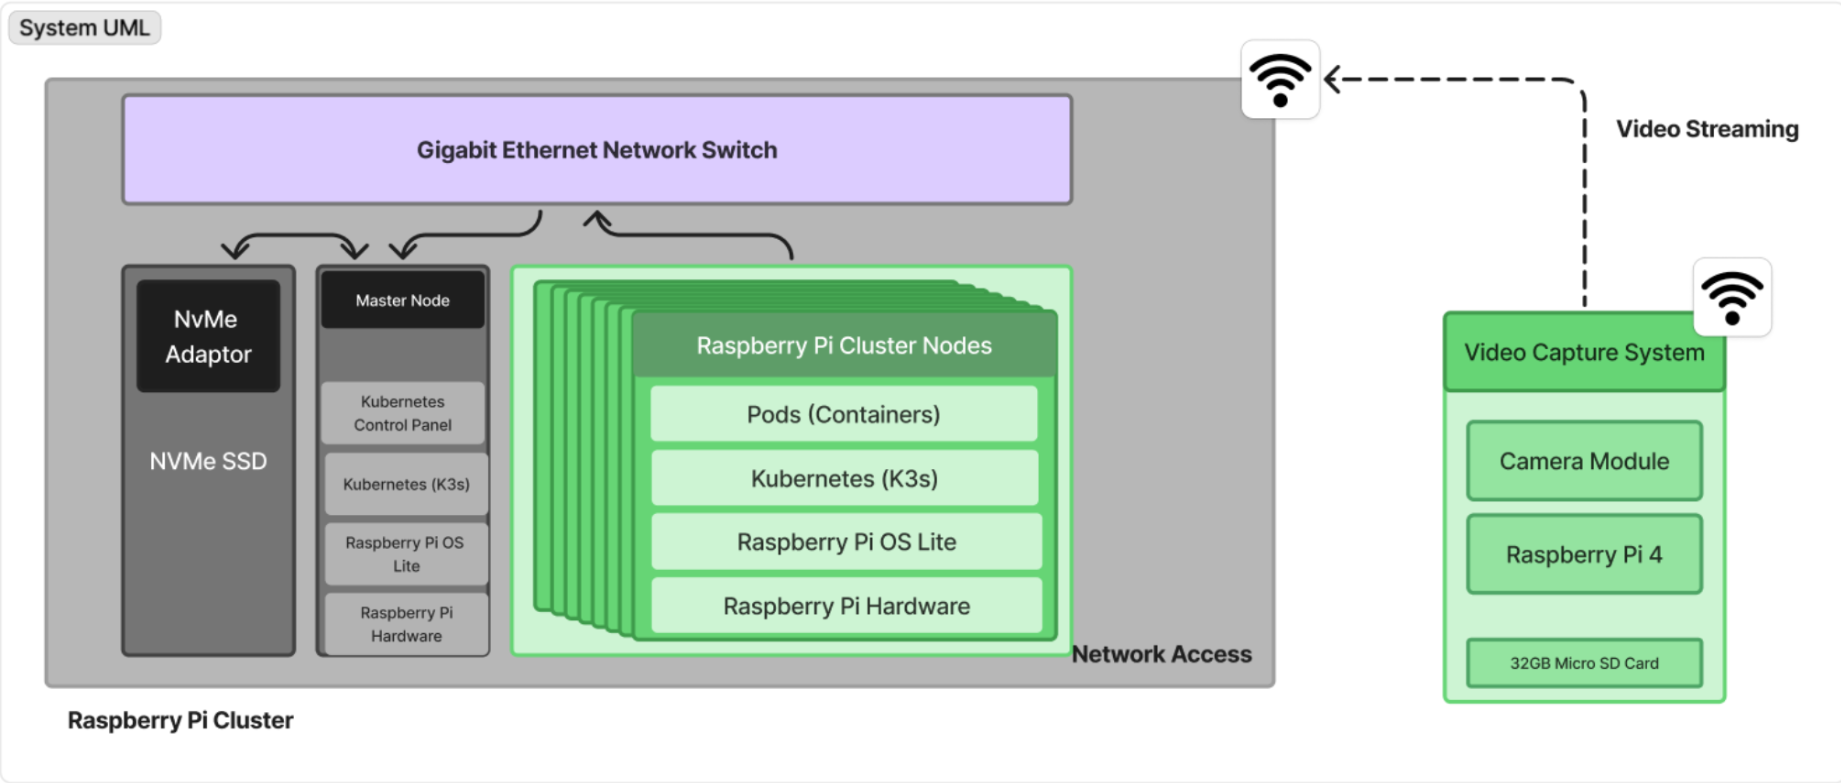 System UML
Gigabit Ethernet Network Switch
Video Streaming
NvMe
Adaptor
NVMe SSD
Master Node
Kubernetes
Control Panel
Kubernetes (K3s)
Raspberry Pi OS
Lite
Raspberry Pi
Hardware
Raspberry Pi Cluster Nodes
Pods (Containers)
Kubernetes (K3s)
Raspberry Pi OS Lite
Raspberry Pi Hardware
Network Access
Raspberry Pi Cluster
Video Capture System
Camera Module
Raspberry Pi 4
32GB Micro SD Card